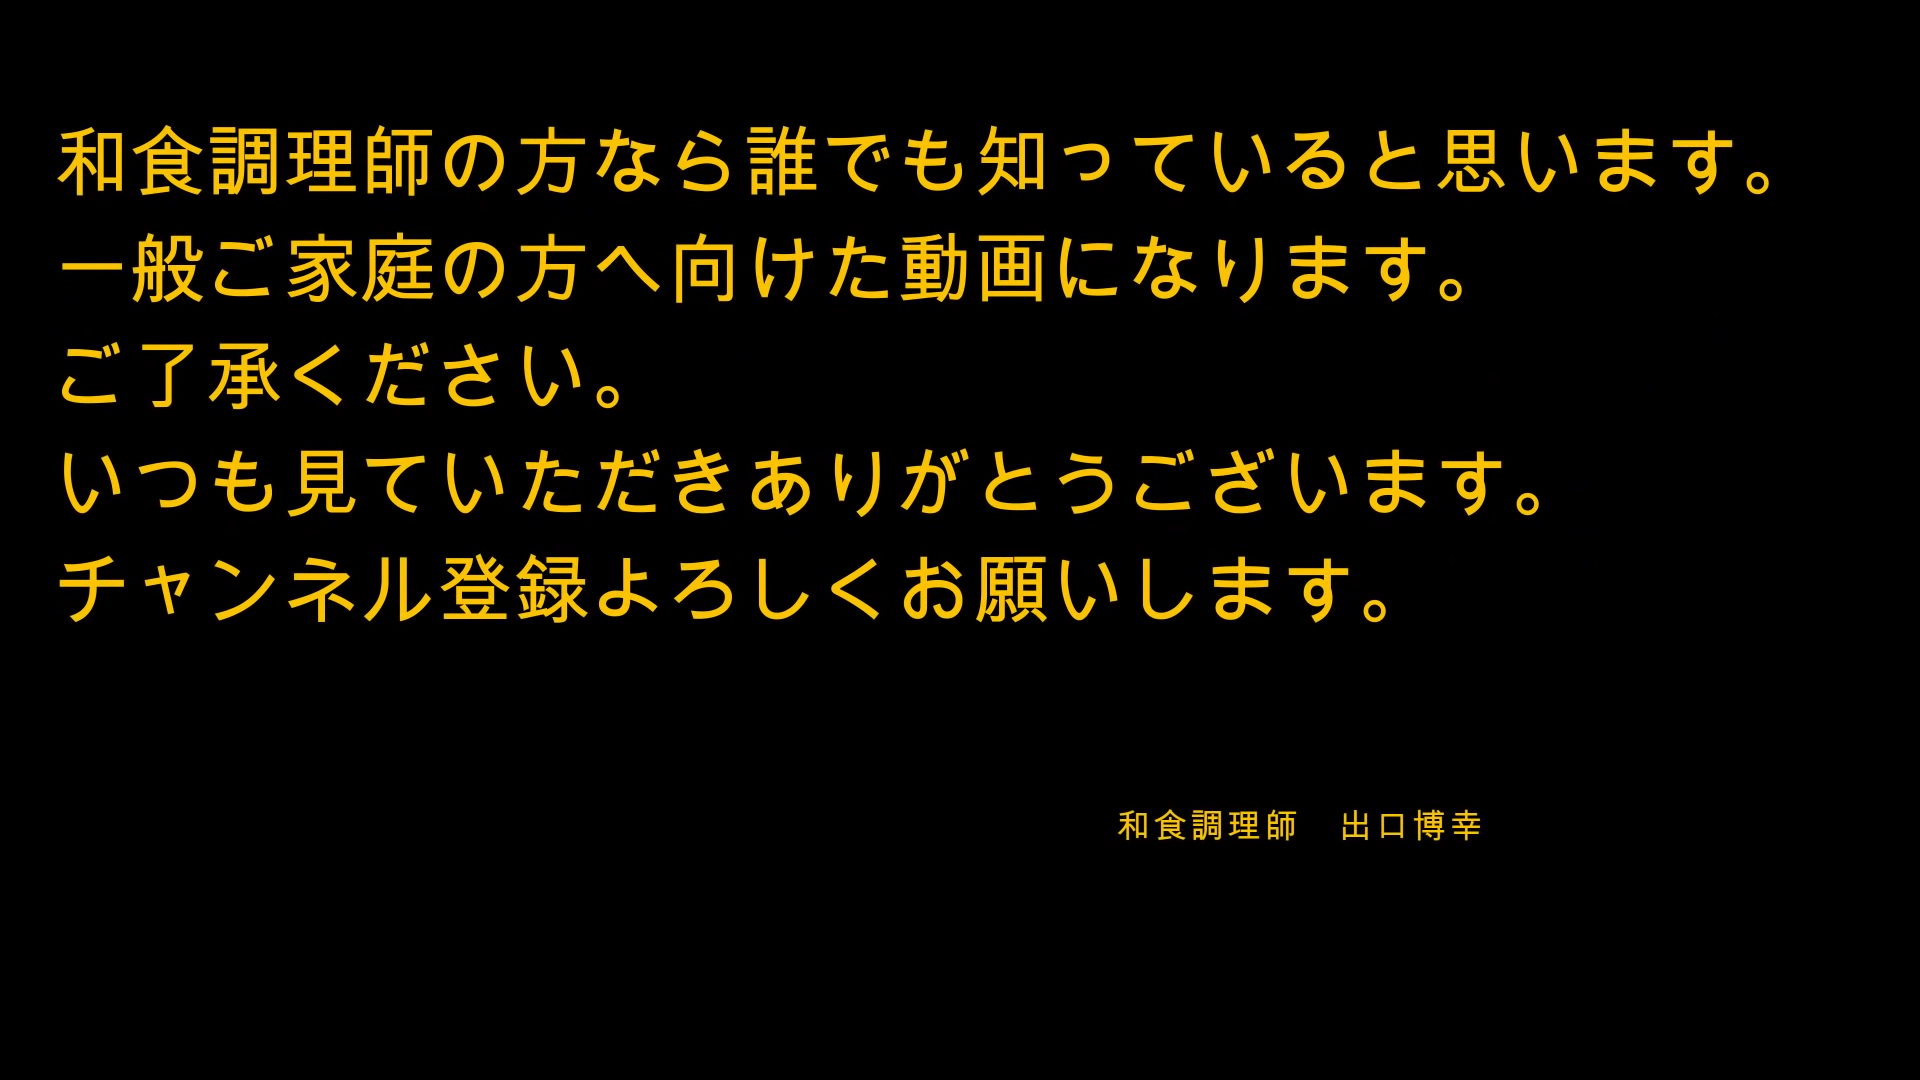 和食調理師の方なら誰でも知っていると思います。
一般ご家庭の方へ向けた動画になります。
ご了承ください。
いつも見ていただきありがとうございます。
チャンネル登録よろしくお願いします。
和食調理師　出口博幸